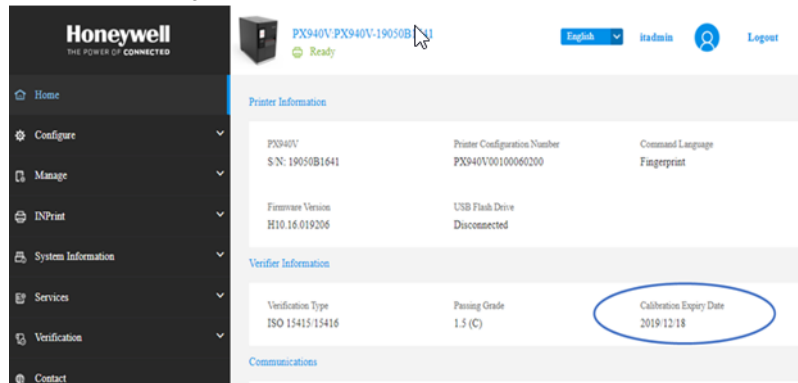 Honeywell
THE POWER OF CONNECTED
PX940V:PX940V-19050B1641
Ready
English
itadmin
Logout
Home
Configure
Manage
INPrint
System Information
Services
Verification
Contact
Printer Information
PX940V
S/N: 19050B1641
Printer Configuration Number
PX940V00100060200
Command Language
Fingerprint
Firmware Version
H10.16.019206
USB Flash Drive
Disconnected
Verifier Information
Verification Type
ISO 15415/15416
Passing Grade
1.5 (C)
Calibration Expiry Date
2019/12/18
Communications